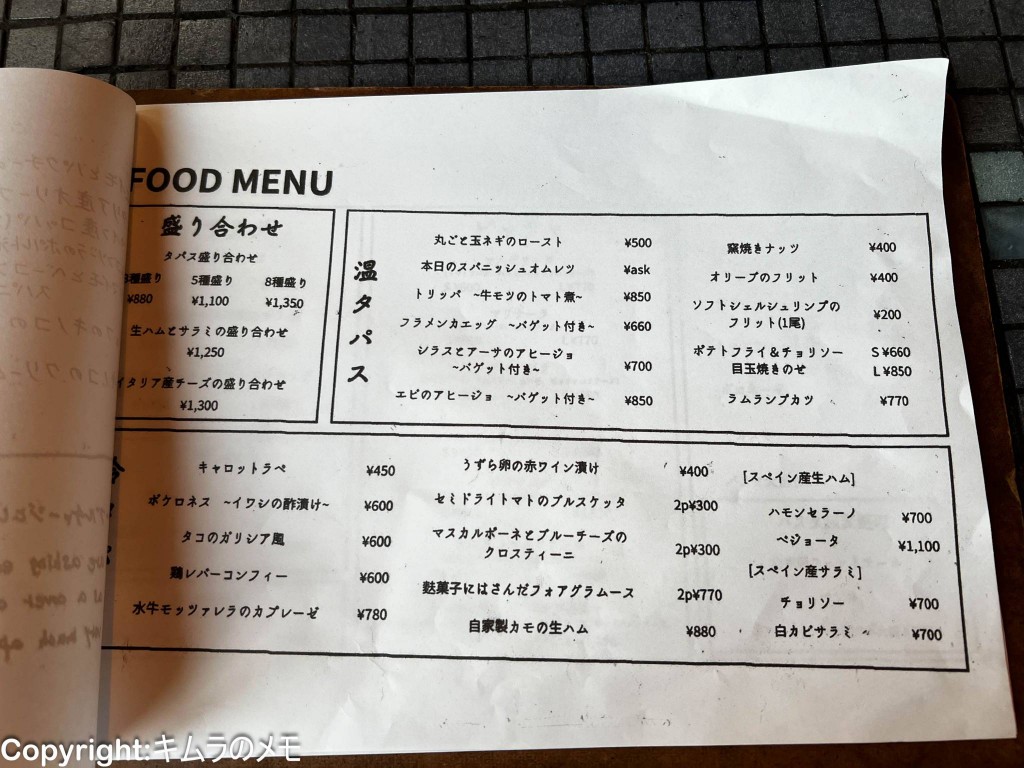 FOOD MENU
盛り合わせ
タパス盛り合わせ
種盛り 5種盛り 8種盛り
¥880 ¥1,100 ¥1,350
生ハムとサラミの盛り合わせ
¥1,250
イタリア産チーズの盛り合わせ
¥1,300
温タパス
丸ごと玉ネギのロースト ¥500
本日のスパニッシュオムレツ ¥ask
トリッパ ~牛モツのトマト煮~ ¥850
フラメンカエッグ ~バゲット付き~ ¥660
シラスとアーサのアヒージョ
~バゲット付き~ ¥700
エビのアヒージョ ~バゲット付き~ ¥850
窯焼きナッツ ¥400
オリーブのフリット ¥400
ソフトシェルシュリンプの
フリット(1尾) ¥200
ポテトフライ&チョリソー S¥660
目玉焼きのせ L¥850
ラムランプカツ ¥770
キャロットラペ ¥450
ボケロネス ~イワシの酢漬け~ ¥600
タコのガリシア風 ¥600
鶏レバーコンフィー ¥600
水牛モッツァレラのカプレーゼ ¥780
うずら卵の赤ワイン漬け ¥400
セミドライトマトのブルスケッタ 2p¥300
マスカルポーネとブルーチーズの
クロスティーニ 2p¥300
麩菓子にはさんだフォアグラムース 2p¥770
自家製カモの生ハム ¥880
[スペイン産生ハム]
ハモンセラーノ ¥700
ベジョータ ¥1,100
[スペイン産サラミ]
チョリソー ¥700
白カビサラミ ¥700
Copyright:キムラのメモ